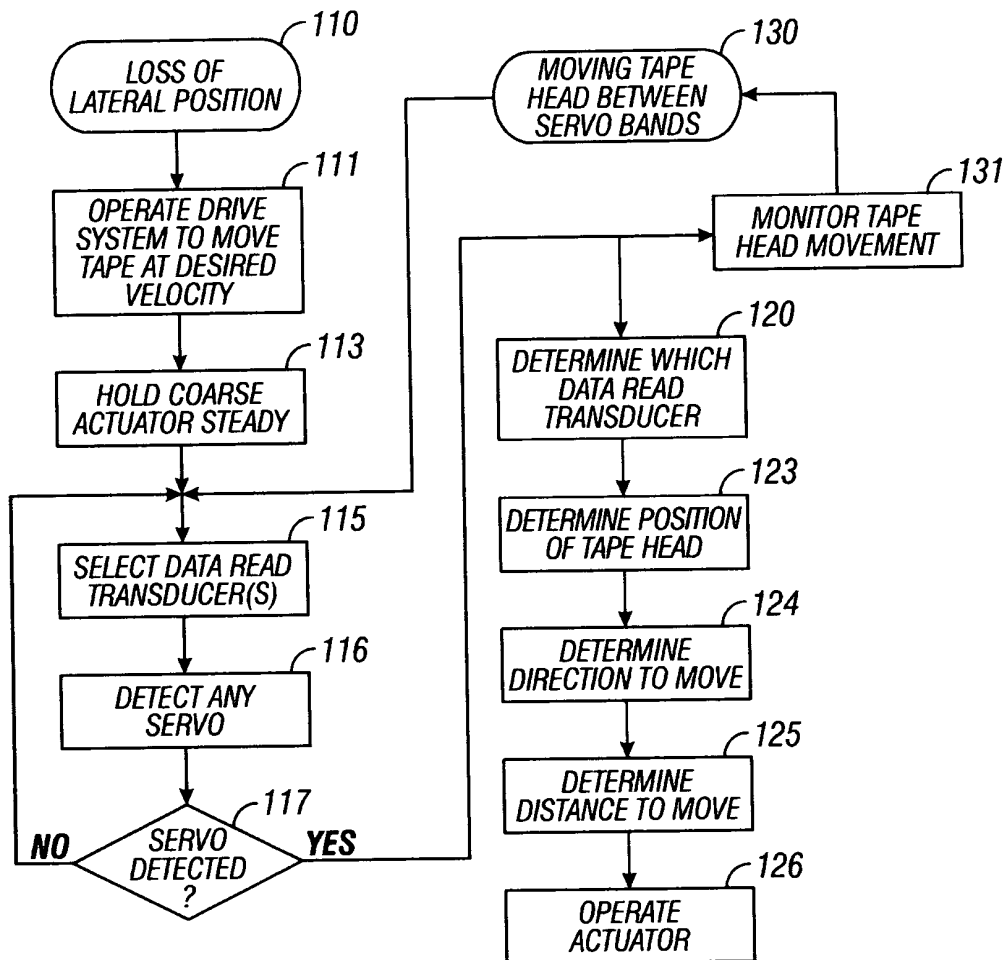 110
LOSS OF
LATERAL POSITION
111
OPERATE DRIVE
SYSTEM TO MOVE
TAPE AT DESIRED
VELOCITY
113
HOLD COARSE
ACTUATOR STEADY
115
SELECT DATA READ
TRANSDUCER(S)
116
DETECT ANY
SERVO
117
SERVO
DETECTED
?
NO
YES
130
MOVING TAPE
HEAD BETWEEN
SERVO BANDS
131
MONITOR TAPE
HEAD MOVEMENT
120
DETERMINE WHICH
DATA READ
TRANSDUCER
123
DETERMINE POSITION
OF TAPE HEAD
124
DETERMINE
DIRECTION TO MOVE
125
DETERMINE
DISTANCE TO MOVE
126
OPERATE
ACTUATOR